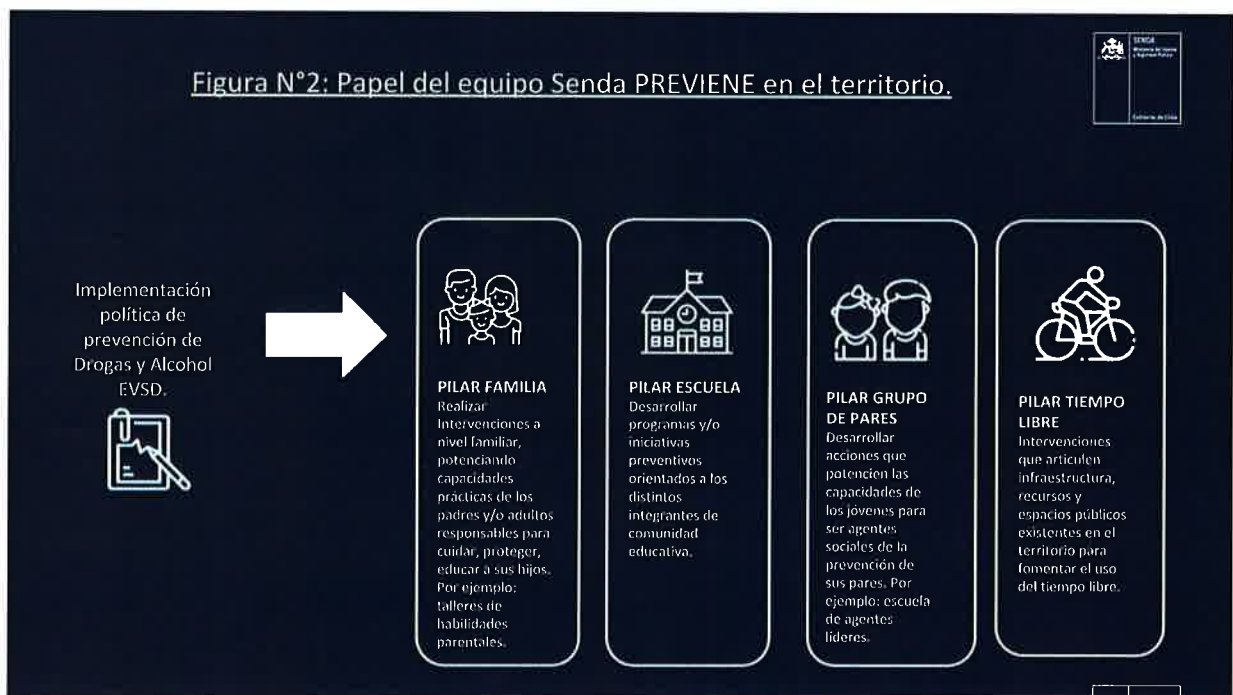 Figura N°2: Papel del equipo Senda PREVIENE en el territorio.
SENDA
Gobierno de Chile
Implementación
política de
prevención de
Drogas y Alcohol
EVSD.
PILAR FAMILIA
Realizar
Intervenciones a
nivel familiar,
potenciando
capacidades
prácticas de los
padres y/o adultos
responsables para
cuidar, proteger,
educar a sus hijos.
Por ejemplo:
talleres de
habilidades
parentales.
PILAR ESCUELA
Desarrollar
programas y/o
iniciativas
preventivos
orientados a los
distintos
integrantes de
comunidad
educativa.
PILAR GRUPO
DE PARES
Desarrollar
acciones que
potencien las
capacidades de
los jóvenes para
ser agentes
sociales de la
prevención de
sus pares. Por
ejemplo: escuela
de agentes
líderes.
PILAR TIEMPO
LIBRE
Intervenciones
que articulen
infraestructura,
recursos y
espacios públicos
existentes en el
territorio para
fomentar el uso
del tiempo libre.